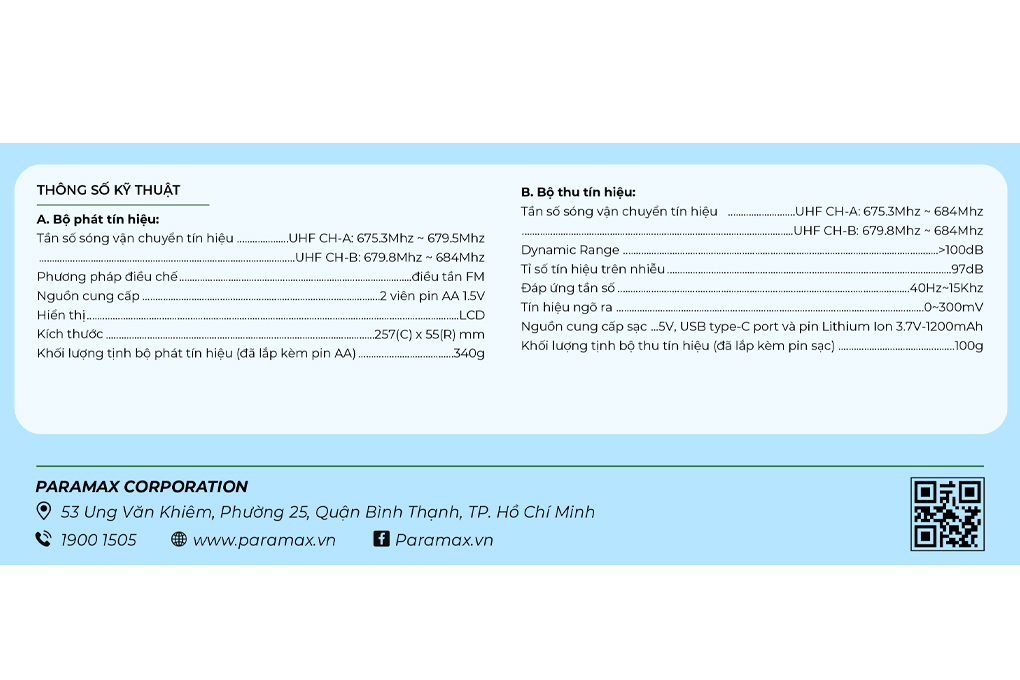 THÔNG SỐ KỸ THUẬT
A. Bộ phát tín hiệu:
Tần số sóng vận chuyển tín hiệu ....................UHF CH-A: 675.3Mhz ~ 679.5Mhz
....................UHF CH-B: 679.8Mhz ~ 684Mhz
Phương pháp điều chế....................điều tần FM
Nguồn cung cấp ....................2 viên pin AA 1.5V
Hiển thị....................LCD
Kích thước ....................257(C) x 55(R) mm
Khối lượng tịnh bộ phát tín hiệu (đã lắp kèm pin AA) ....................340g
B. Bộ thu tín hiệu:
Tần số sóng vận chuyển tín hiệu ....................UHF CH-A: 675.3Mhz ~ 684Mhz
....................UHF CH-B: 679.8Mhz ~ 684Mhz
Dynamic Range ....................>100dB
Tỉ số tín hiệu trên nhiễu ....................97dB
Đáp ứng tần số ....................40Hz~15Khz
Tín hiệu ngõ ra ....................0~300mV
Nguồn cung cấp sạc ...5V, USB type-C port và pin Lithium Ion 3.7V-1200mAh
Khối lượng tịnh bộ thu tín hiệu (đã lắp kèm pin sạc) ....................100g
PARAMAX CORPORATION
53 Ung Văn Khiêm, Phường 25, Quận Bình Thạnh, TP. Hồ Chí Minh
1900 1505 www.paramax.vn Paramax.vn